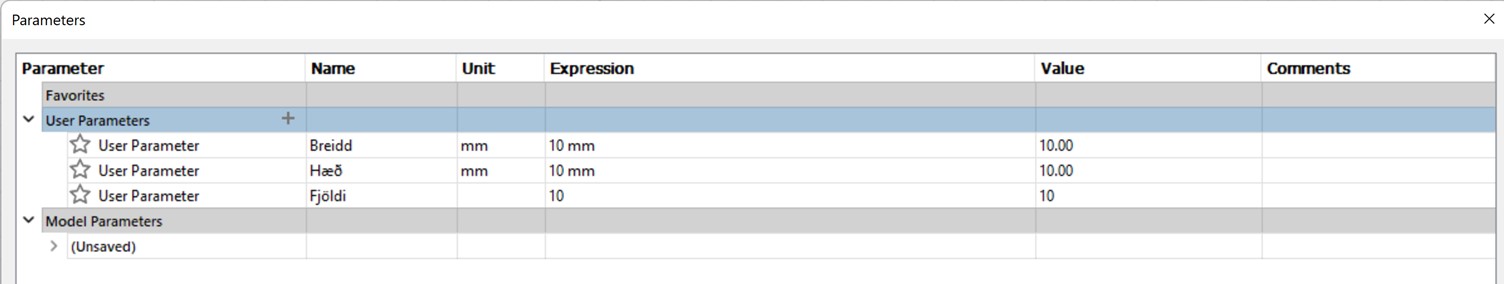 Parameters
Parameter Name Unit Expression Value Comments
Favorites
User Parameters +
User Parameter Breidd mm 10 mm 10.00
User Parameter Hæð mm 10 mm 10.00
User Parameter Fjöldi 10 10
Model Parameters
(Unsaved)